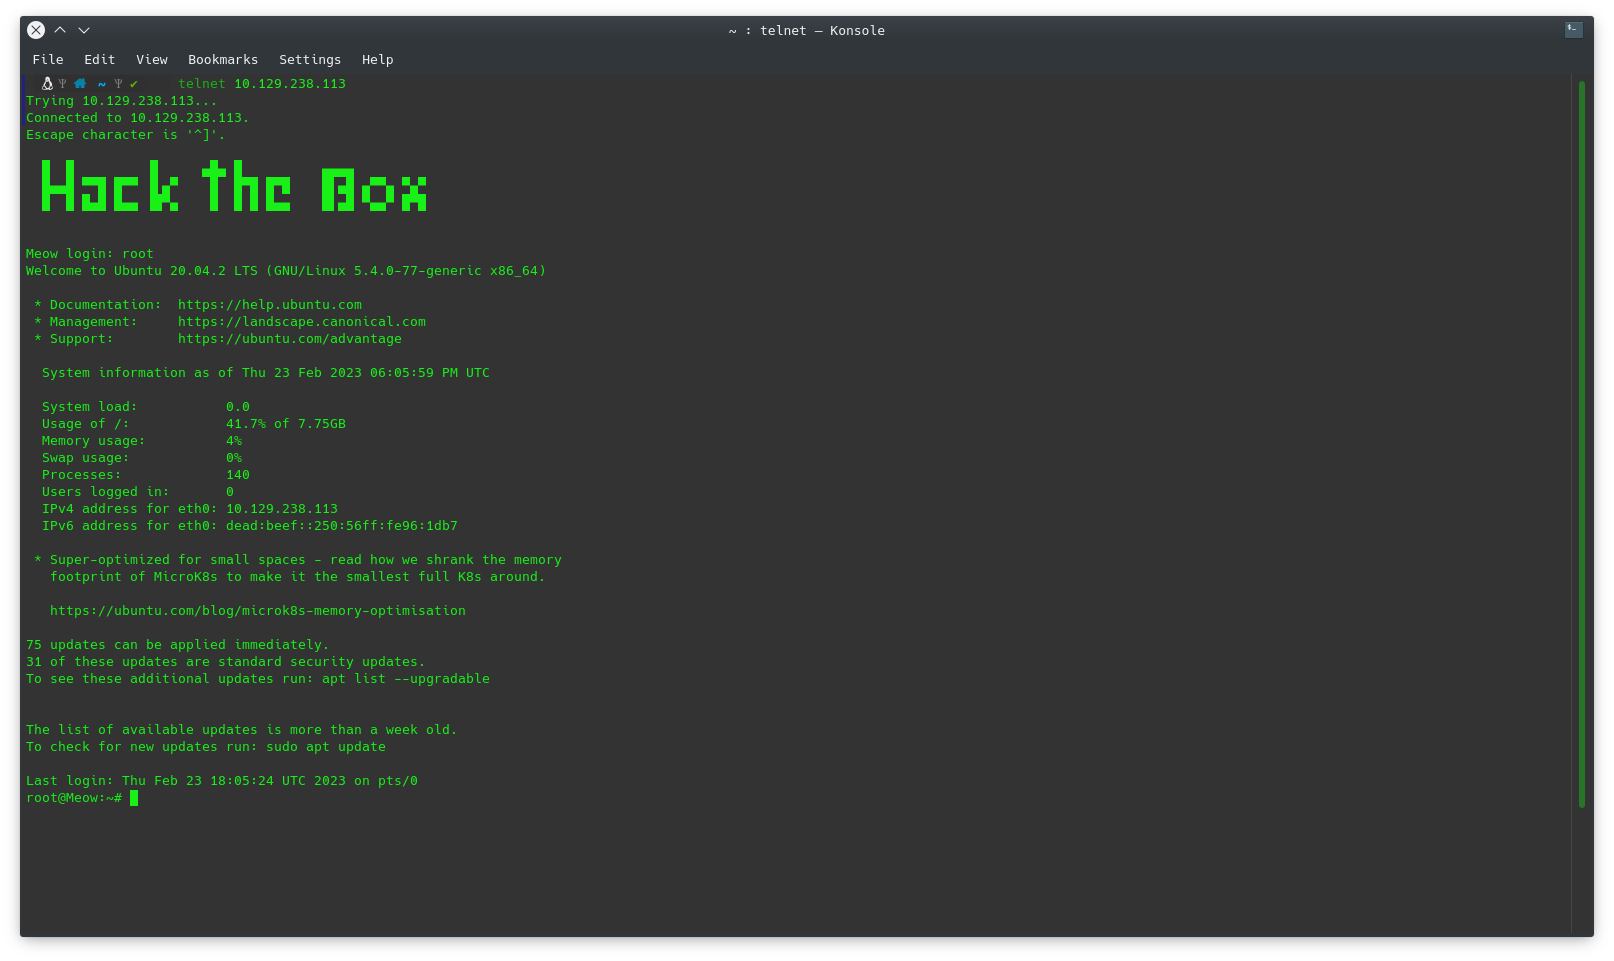 ~ : telnet — Konsole
File Edit View Bookmarks Settings Help
~ ✔ telnet 10.129.238.113
Trying 10.129.238.113...
Connected to 10.129.238.113.
Escape character is '^]'.
Hack the Box
Meow login: root
Welcome to Ubuntu 20.04.2 LTS (GNU/Linux 5.4.0-77-generic x86_64)
* Documentation:  https://help.ubuntu.com
* Management:     https://landscape.canonical.com
* Support:        https://ubuntu.com/advantage
System information as of Thu 23 Feb 2023 06:05:59 PM UTC
System load:           0.0
Usage of /:            41.7% of 7.75GB
Memory usage:          4%
Swap usage:            0%
Processes:             140
Users logged in:       0
IPv4 address for eth0: 10.129.238.113
IPv6 address for eth0: dead:beef::250:56ff:fe96:1db7
* Super-optimized for small spaces - read how we shrank the memory
footprint of MicroK8s to make it the smallest full K8s around.
https://ubuntu.com/blog/microk8s-memory-optimisation
75 updates can be applied immediately.
31 of these updates are standard security updates.
To see these additional updates run: apt list --upgradable
The list of available updates is more than a week old.
To check for new updates run: sudo apt update
Last login: Thu Feb 23 18:05:24 UTC 2023 on pts/0
root@Meow:~#